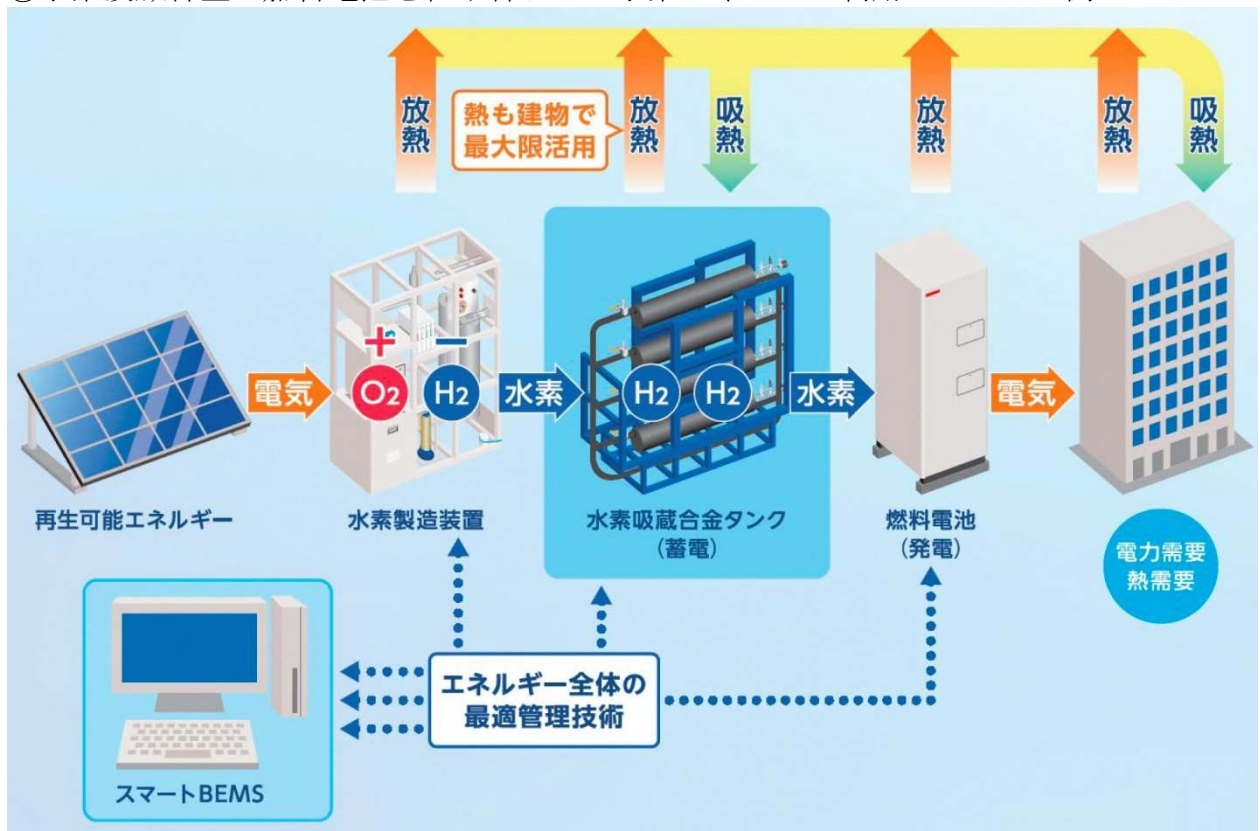 放熱
熱も建物で
最大限活用
放熱
吸熱
放熱
放熱
吸熱
+
−
電気
O2
H2
水素
H2
H2
水素
電気
再生可能エネルギー
水素製造装置
水素吸蔵合金タンク
(蓄電)
燃料電池
(発電)
電力需要
熱需要
エネルギー全体の
最適管理技術
スマートBEMS